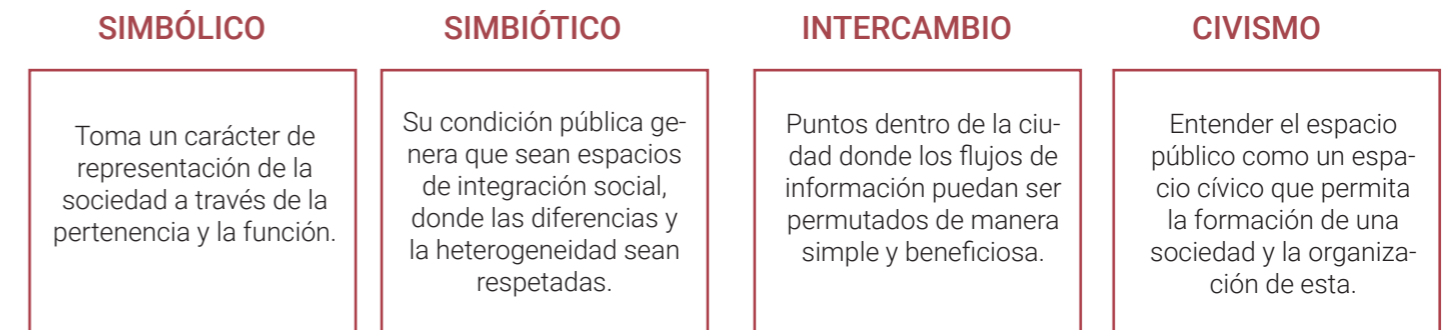 SIMBÓLICO
Toma un carácter de
representación de la
sociedad a través de la
pertenencia y la función.
SIMBIÓTICO
Su condición pública ge-
nera que sean espacios
de integración social,
donde las diferencias y
la heterogeneidad sean
respetadas.
INTERCAMBIO
Puntos dentro de la ciu-
dad donde los flujos de
información puedan ser
permutados de manera
simple y beneficiosa.
CIVISMO
Entender el espacio
público como un espa-
cio cívico que permita
la formación de una
sociedad y la organiza-
ción de esta.